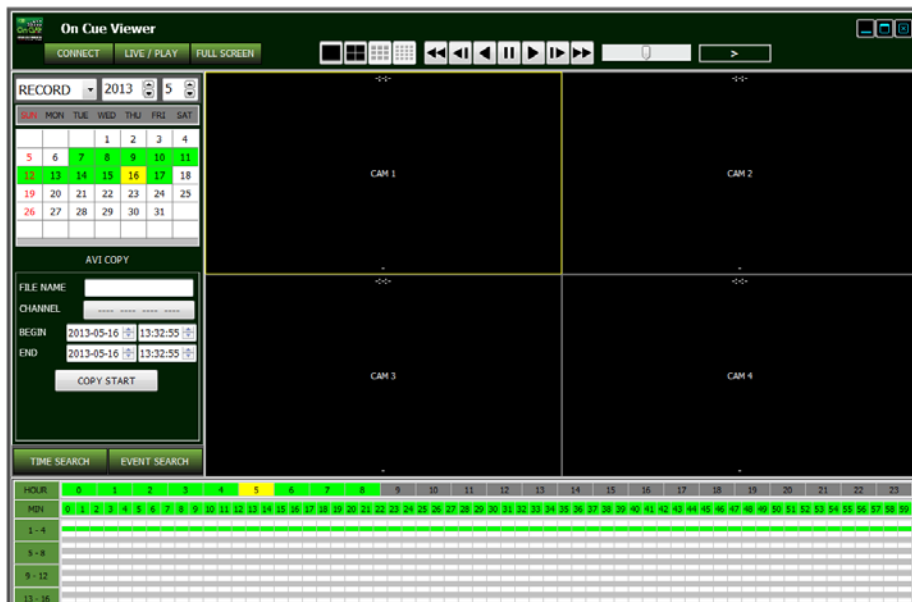 On Cue Viewer
CONNECT LIVE / PLAY FULL SCREEN
>
RECORD 2013 5
SUN MON TUE WED THU FRI SAT
1 2 3 4
5 6 7 8 9 10 11
12 13 14 15 16 17 18
19 20 21 22 23 24 25
26 27 28 29 30 31
-:-:-
CAM 1
-
-:-:-
CAM 2
-
AVI COPY
FILE NAME
CHANNEL ---- ---- ---- ----
BEGIN 2013-05-16 13:32:55
END 2013-05-16 13:32:55
COPY START
-:-:-
CAM 3
-
-:-:-
CAM 4
-
TIME SEARCH EVENT SEARCH
HOUR 0 1 2 3 4 5 6 7 8 9 10 11 12 13 14 15 16 17 18 19 20 21 22 23
MIN 0 1 2 3 4 5 6 7 8 9 10 11 12 13 14 15 16 17 18 19 20 21 22 23 24 25 26 27 28 29 30 31 32 33 34 35 36 37 38 39 40 41 42 43 44 45 46 47 48 49 50 51 52 53 54 55 56 57 58 59
1 - 4
5 - 8
9 - 12
13 - 16